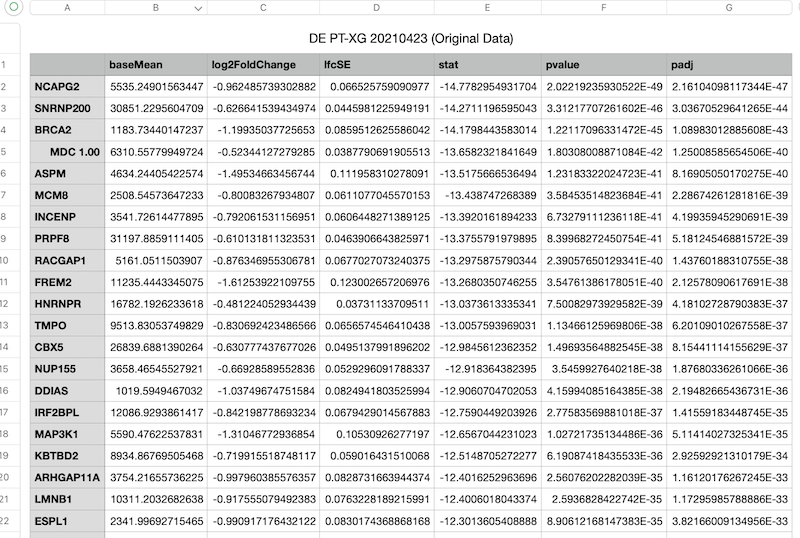 A B C D E F G
DE PT-XG 20210423 (Original Data)
1 baseMean log2FoldChange lfcSE stat pvalue padj
2 NCAPG2 5535.24901563447 -0.962485739302882 0.066525759090977 -14.7782954931704 2.02219235930522E-49 2.16104098117344E-47
3 SNRNP200 30851.2295604709 -0.626641539434974 0.0445981225949191 -14.2711196595043 3.31217707261602E-46 3.03670529641265E-44
4 BRCA2 1183.73440147237 -1.19935037725653 0.0859512625586042 -14.1798443583014 1.22117096331472E-45 1.08983012885608E-43
5 MDC 1.00 6310.55779949724 -0.52344127279285 0.0387790691905513 -13.6582321841649 1.80308008871084E-42 1.25008585654506E-40
6 ASPM 4634.24405422574 -1.49534663456744 0.111958310278091 -13.5175666536494 1.23183322024723E-41 8.16905050170275E-40
7 MCM8 2508.54573647233 -0.80083267934807 0.0611077045570153 -13.438747268389 3.58453514823684E-41 2.28674261281816E-39
8 INCENP 3541.72614477895 -0.792061531156951 0.0606448271389125 -13.3920161894233 6.73279111236118E-41 4.19935945290691E-39
9 PRPF8 31197.8859111405 -0.610131811323531 0.0463906643825971 -13.3755791979895 8.39968272450754E-41 5.18124546881572E-39
10 RACGAP1 5161.0511503907 -0.876346955306781 0.0677027073240375 -13.2975875790344 2.39057650129341E-40 1.43760188310755E-38
11 FREM2 11235.4443345075 -1.61253922109755 0.123002657206976 -13.2680350746255 3.54761386178051E-40 2.12578090617691E-38
12 HNRNPR 16782.1926233618 -0.481224052934439 0.03731133709511 -13.0373613335341 7.50082973929582E-39 4.18102728790383E-37
13 TMPO 9513.83053749829 -0.830692423486566 0.0656574546410438 -13.0057593969031 1.13466125969806E-38 6.20109010267558E-37
14 CBX5 26839.6881390264 -0.630777437677026 0.0495137991896202 -12.9845612362352 1.49693564882545E-38 8.15441114155629E-37
15 NUP155 3658.46545527921 -0.66928589552836 0.0529296091788337 -12.918364382395 3.5459927640218E-38 1.87680336261066E-36
16 DDIAS 1019.5949467032 -1.03749674751584 0.0824941803525994 -12.9060704702053 4.15994084165385E-38 2.19482665436731E-36
17 IRF2BPL 12086.9293861417 -0.842198778693234 0.0679429014567883 -12.7590449203926 2.77583569881018E-37 1.41559183448745E-35
18 MAP3K1 5590.47622537831 -1.31046772936854 0.10530926277197 -12.6567044231023 1.02721735134486E-36 5.11414027325341E-35
19 KBTBD2 8934.86769505468 -0.719915518748117 0.059016431510068 -12.5148705272277 6.19087418435533E-36 2.92592921310179E-34
20 ARHGAP11A 3754.21655736225 -0.997960385576357 0.0828731663944374 -12.4016252963696 2.56076202282039E-35 1.16120176267245E-33
21 LMNB1 10311.2032682638 -0.917555079492383 0.0763228189215991 -12.4006018043374 2.5936828422742E-35 1.17295985788886E-33
22 ESPL1 2341.99692715465 -0.990917176432122 0.0830174368868168 -12.3013605408888 8.90612168147383E-35 3.82166009134956E-33